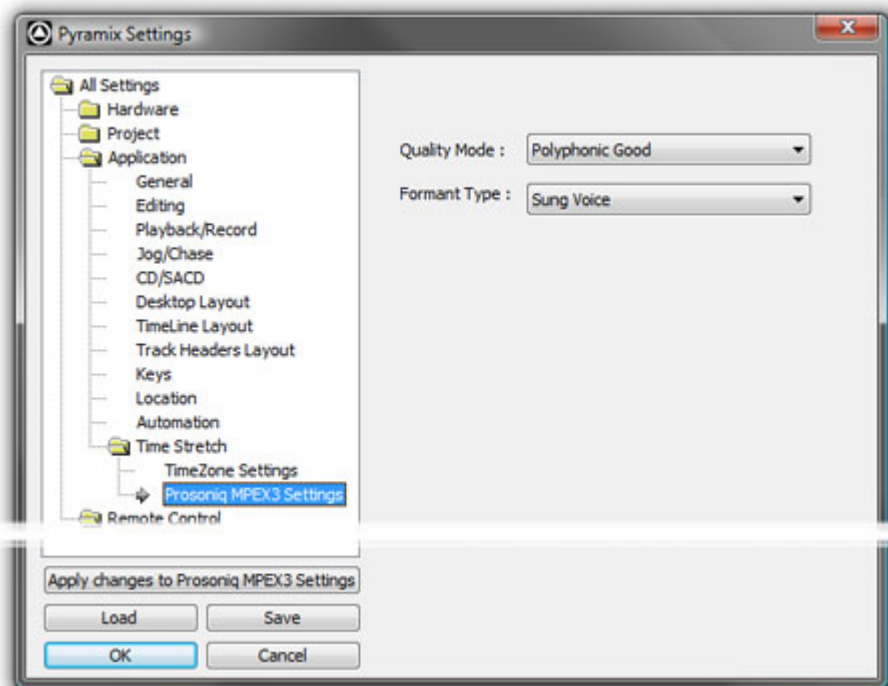 Pyramix Settings
All Settings
Hardware
Project
Application
General
Editing
Playback/Record
Jog/Chase
CD/SACD
Desktop Layout
TimeLine Layout
Track Headers Layout
Keys
Location
Automation
Time Stretch
TimeZone Settings
Prosoniq MPEX3 Settings
Remote Control
Quality Mode : Polyphonic Good
Formant Type : Sung Voice
Apply changes to Prosoniq MPEX3 Settings
Load Save
OK Cancel